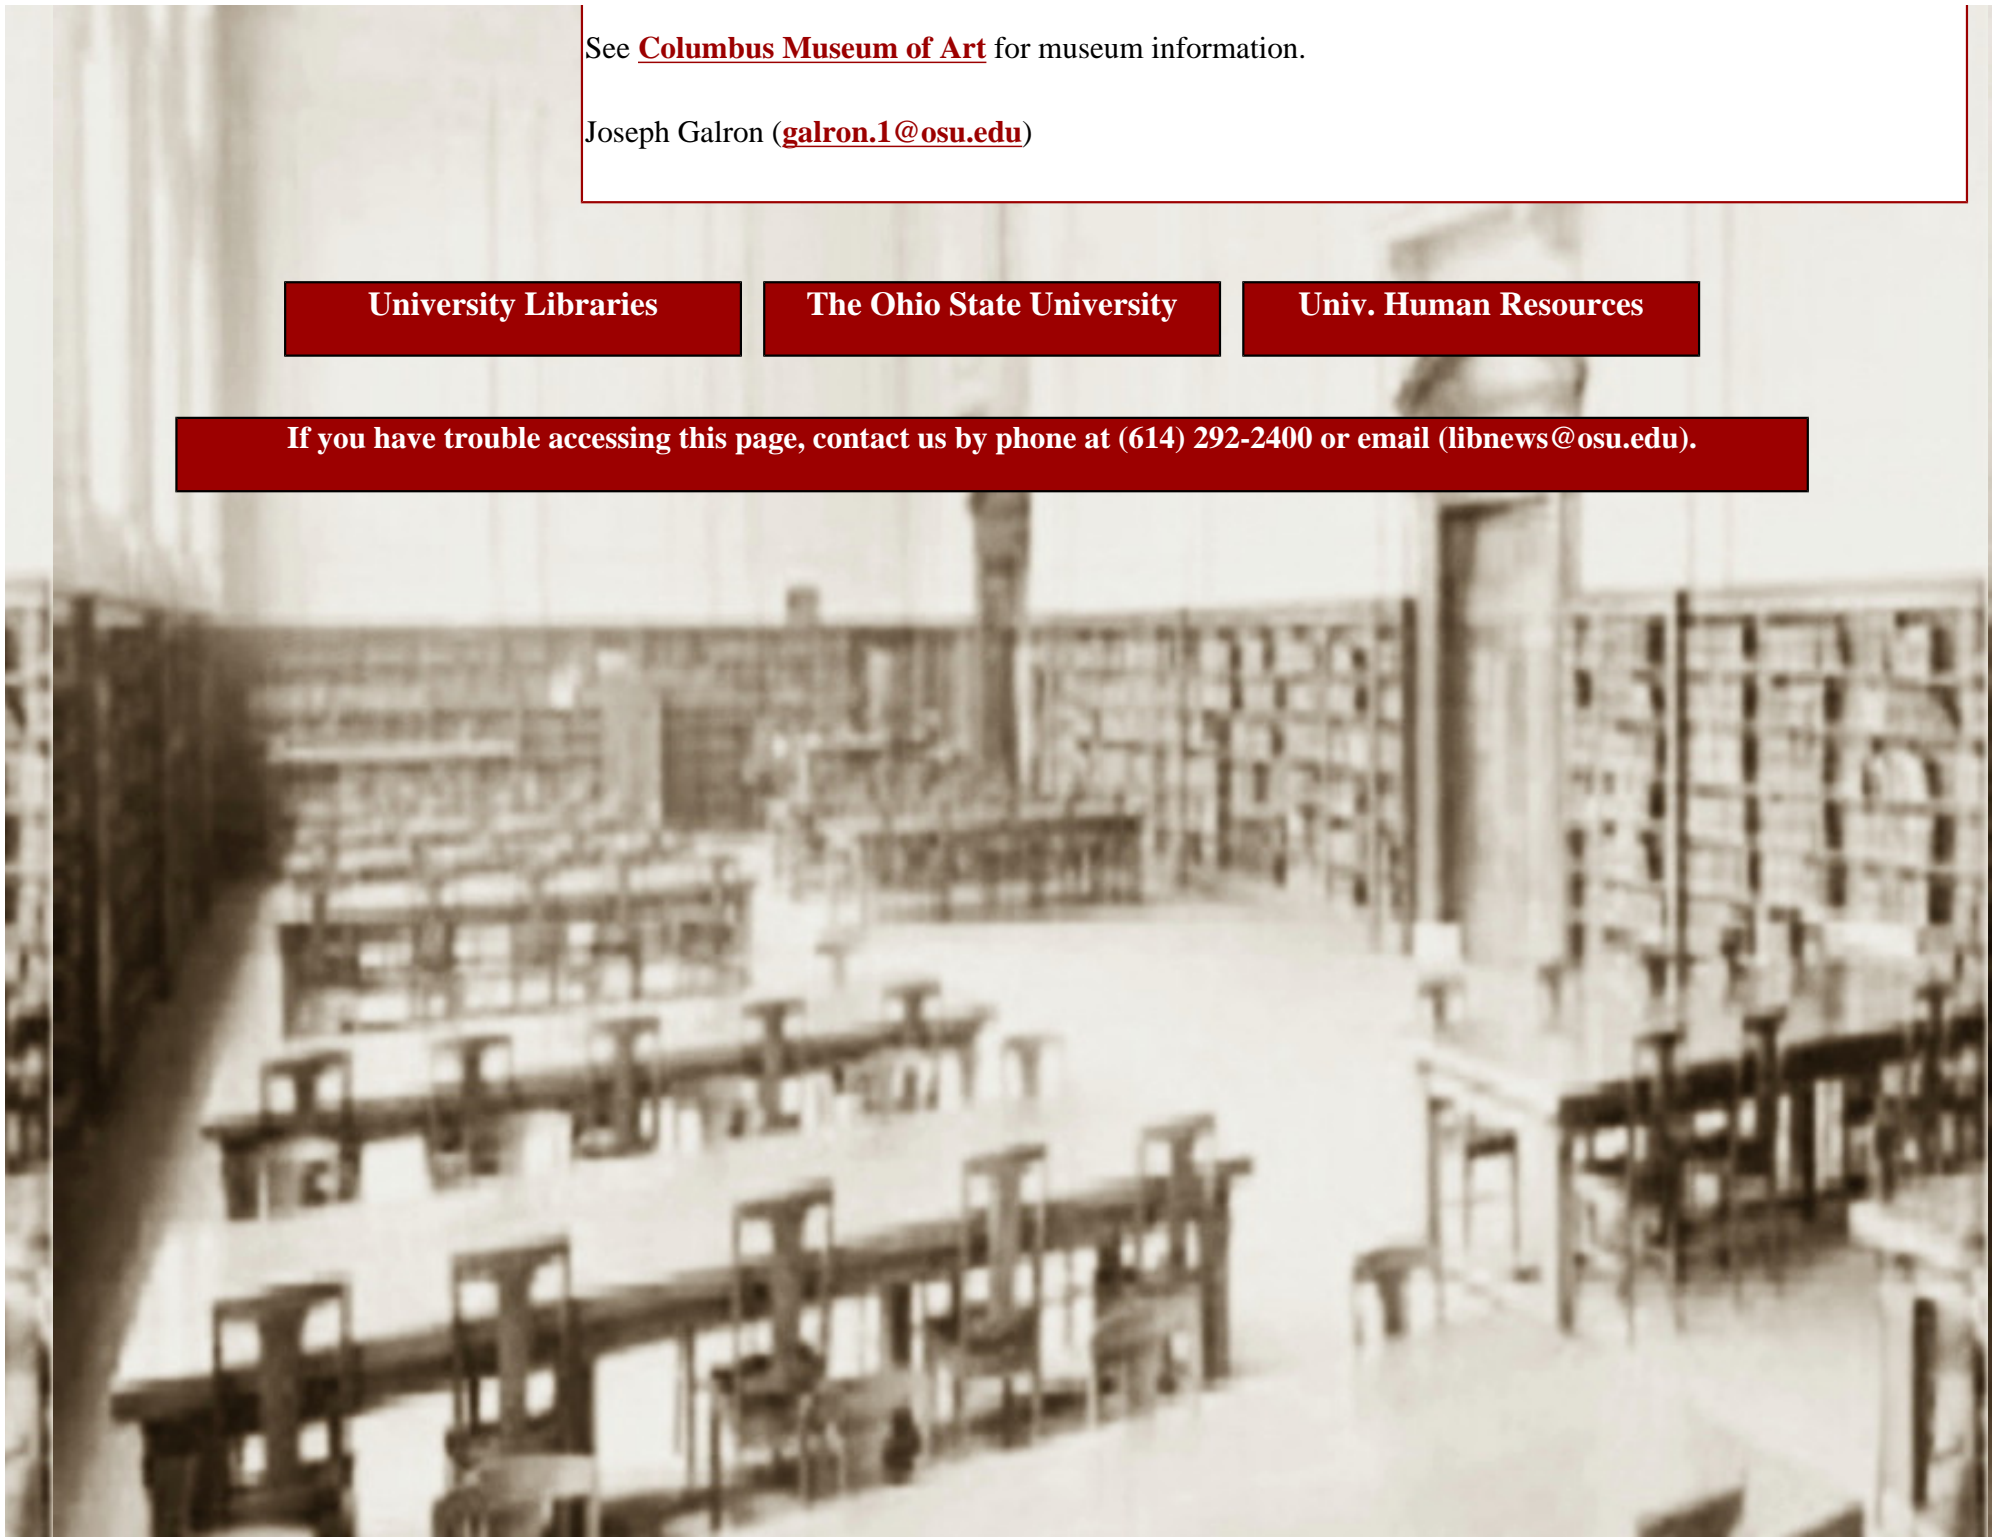 See Columbus Museum of Art for museum information.
Joseph Galron (galron.1@osu.edu)
University Libraries
The Ohio State University
Univ. Human Resources
If you have trouble accessing this page, contact us by phone at (614) 292-2400 or email (libnews@osu.edu).